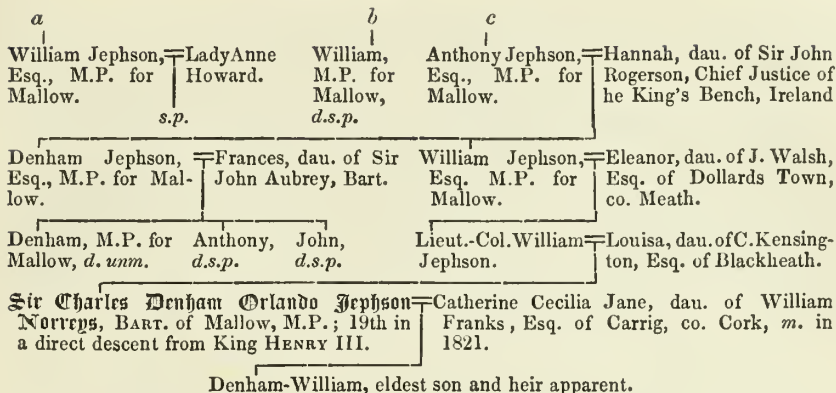 a
b
c
William Jephson,
Esq., M.P. for
Mallow.
Lady Anne
Howard.
s.p.
William,
M.P. for
Mallow,
d.s.p.
Anthony Jephson,
Esq., M.P. for
Mallow.
Hannah, dau. of Sir John
Rogerson, Chief Justice of
he King's Bench, Ireland
Denham Jephson,
Esq., M.P. for Mal-
low.
Frances, dau. of Sir
John Aubrey, Bart.
William Jephson,
Esq. M.P. for
Mallow.
Eleanor, dau. of J. Walsh,
Esq. of Dollards Town,
co. Meath.
Denham, M.P. for
Mallow, d. unm.
Anthony,
d.s.p.
John,
d.s.p.
Lieut.-Col. William
Jephson.
Louisa, dau. of C. Kensing-
ton, Esq. of Blackheath.
Sir Charles Denham Orlando Jephson
Norreys, BART. of Mallow, M.P.; 19th in
a direct descent from King HENRY III.
Catherine Cecilia Jane, dau. of William
Franks, Esq. of Carrig, co. Cork, m. in
1821.
Denham-William, eldest son and heir apparent.